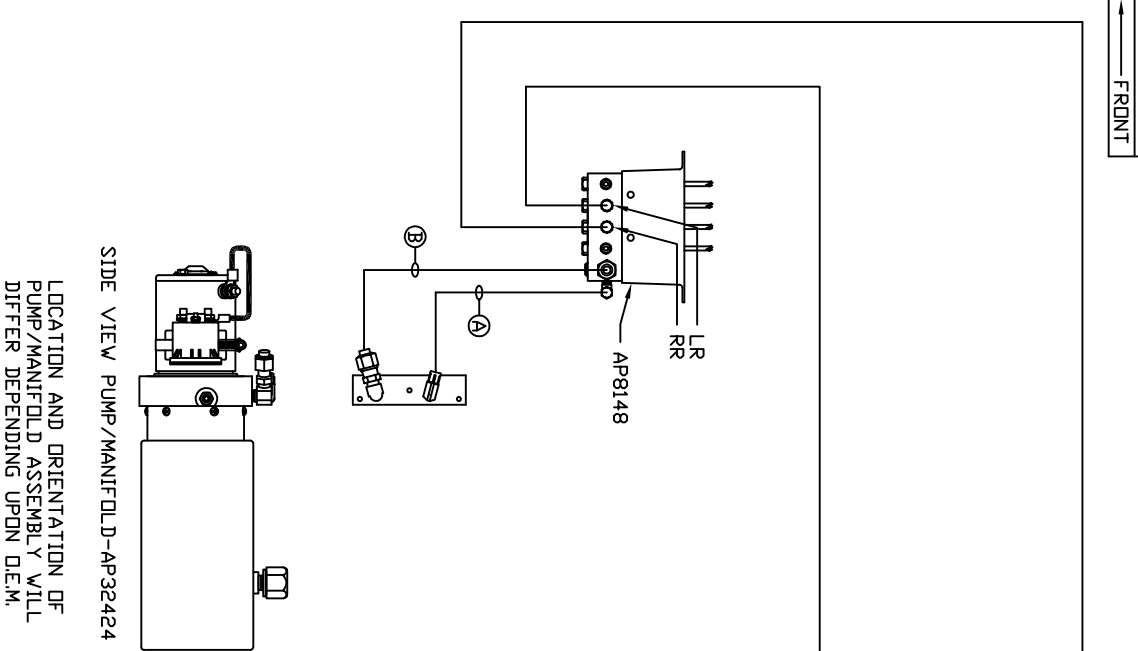 FRONT
LR
RR
AP8148
B
A
SIDE VIEW PUMP/MANIFOLD-AP32424
LOCATION AND ORIENTATION OF
PUMP/MANIFOLD ASSEMBLY WILL
DIFFER DEPENDING UPON O.E.M.